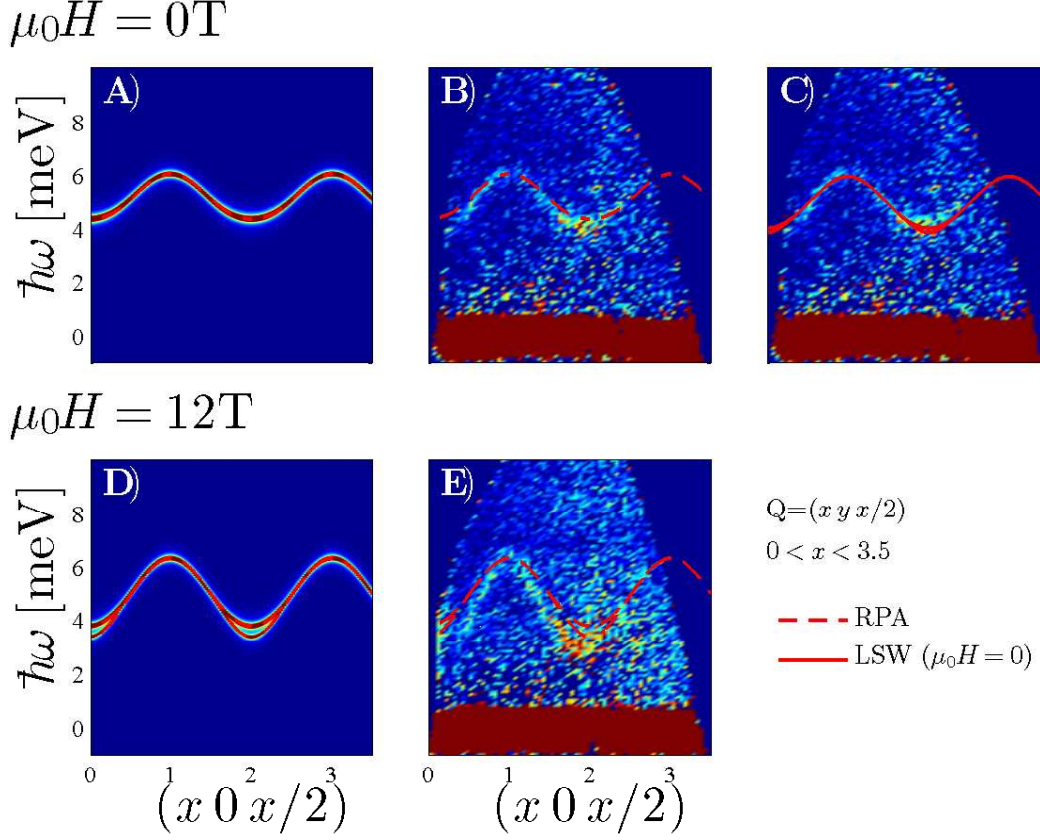 μ₀H = 0T
A)
B)
C)
ħω [meV]
8
6
4
2
0
μ₀H = 12T
D)
E)
ħω [meV]
8
6
4
2
0
Q=(x y x/2)
0 < x < 3.5
RPA
LSW (μ₀H = 0)
0 1 2 3
0 1 2 3
(x 0 x/2)
(x 0 x/2)